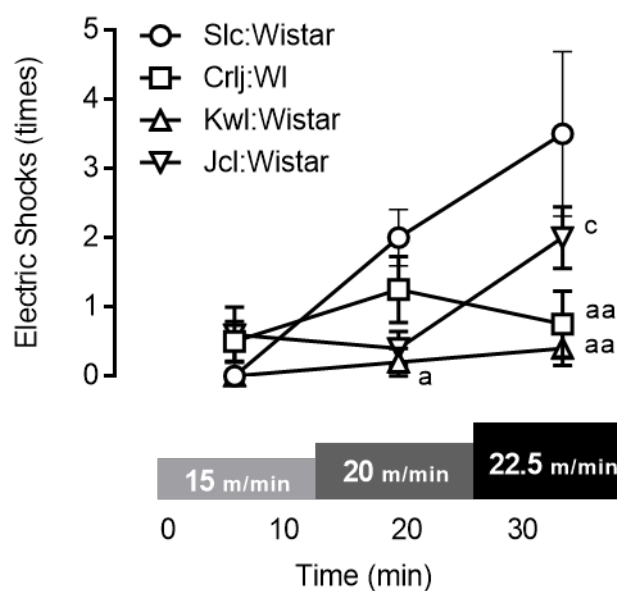 Electric Shocks (times)
5
4
3
2
1
0
Slc:Wistar
Crlj:WI
Kwl:Wistar
Jcl:Wistar
c
aa
aa
a
15 m/min
20 m/min
22.5 m/min
0 10 20 30
Time (min)